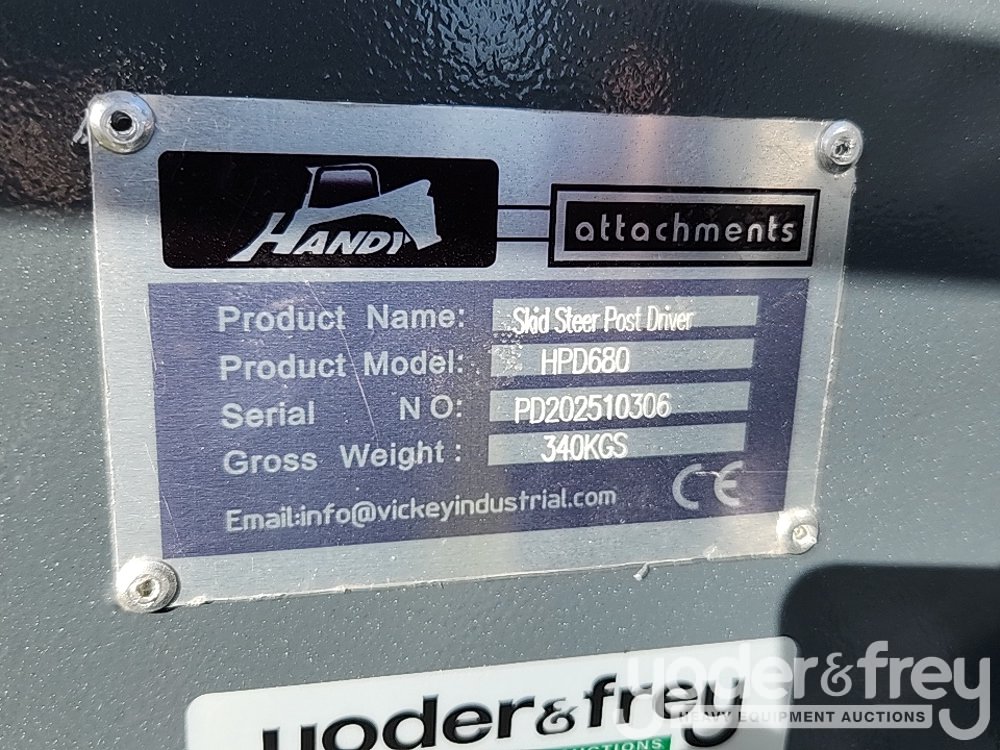 HANDY
attachments
Product Name: Skid Steer Post Driver
Product Model: HPD680
Serial NO: PD202510306
Gross Weight: 340KGS
Email:info@vickeyindustrial.com
CE
yoder&frey
AUCTIONS
yoder&frey
HEAVY EQUIPMENT AUCTIONS